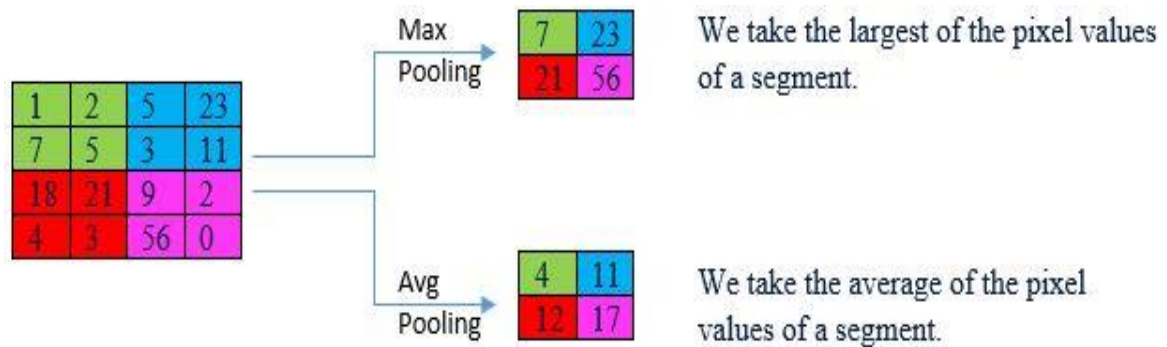 1 2 5 23
7 5 3 11
18 21 9 2
4 3 56 0
Max
Pooling
7 23
21 56
We take the largest of the pixel values
of a segment.
Avg
Pooling
4 11
12 17
We take the average of the pixel
values of a segment.